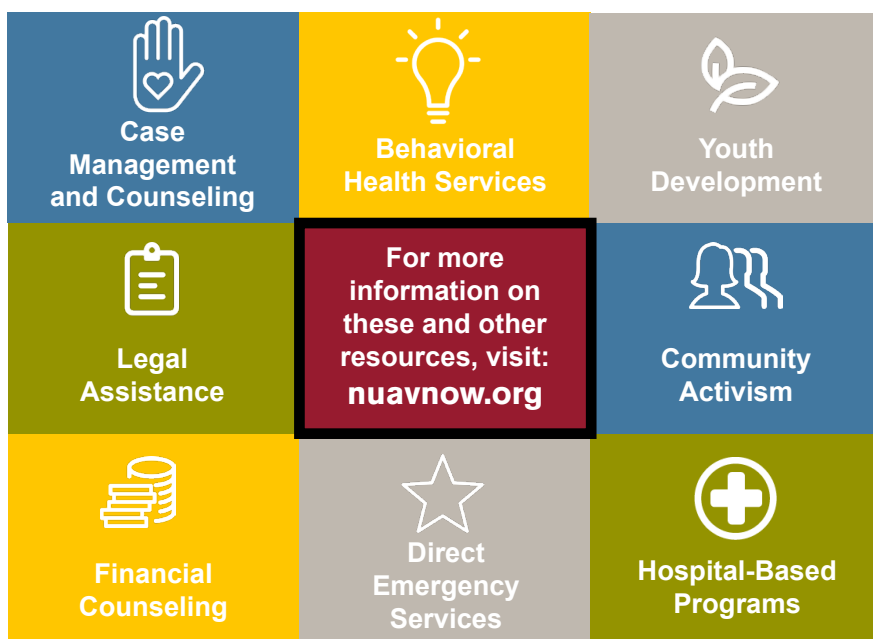 Case
Management
and Counseling
Behavioral
Health Services
Youth
Development
Legal
Assistance
For more
information on
these and other
resources, visit:
nuavnow.org
Community
Activism
Financial
Counseling
Direct
Emergency
Services
Hospital-Based
Programs